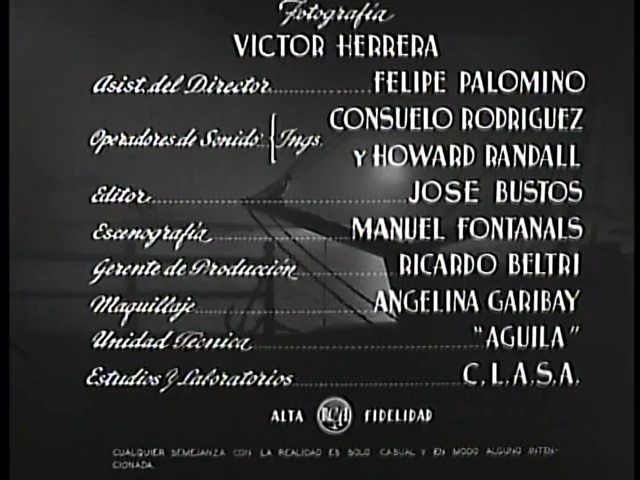 Fotografía
VICTOR HERRERA
Asist. del Director FELIPE PALOMINO
Operadores de Sonido Ings. CONSUELO RODRIGUEZ
Y HOWARD RANDALL
Editor JOSE BUSTOS
Escenografía MANUEL FONTANALS
Gerente de Producción RICARDO BELTRI
Maquillaje ANGELINA GARIBAY
Unidad Técnica "AGUILA"
Estudios Y Laboratorios C.L.A.S.A.
ALTA RCA FIDELIDAD
CUALQUIER SEMEJANZA CON LA REALIDAD ES SOLO CASUAL Y EN MODO ALGUNO INTEN-
CIONADA.